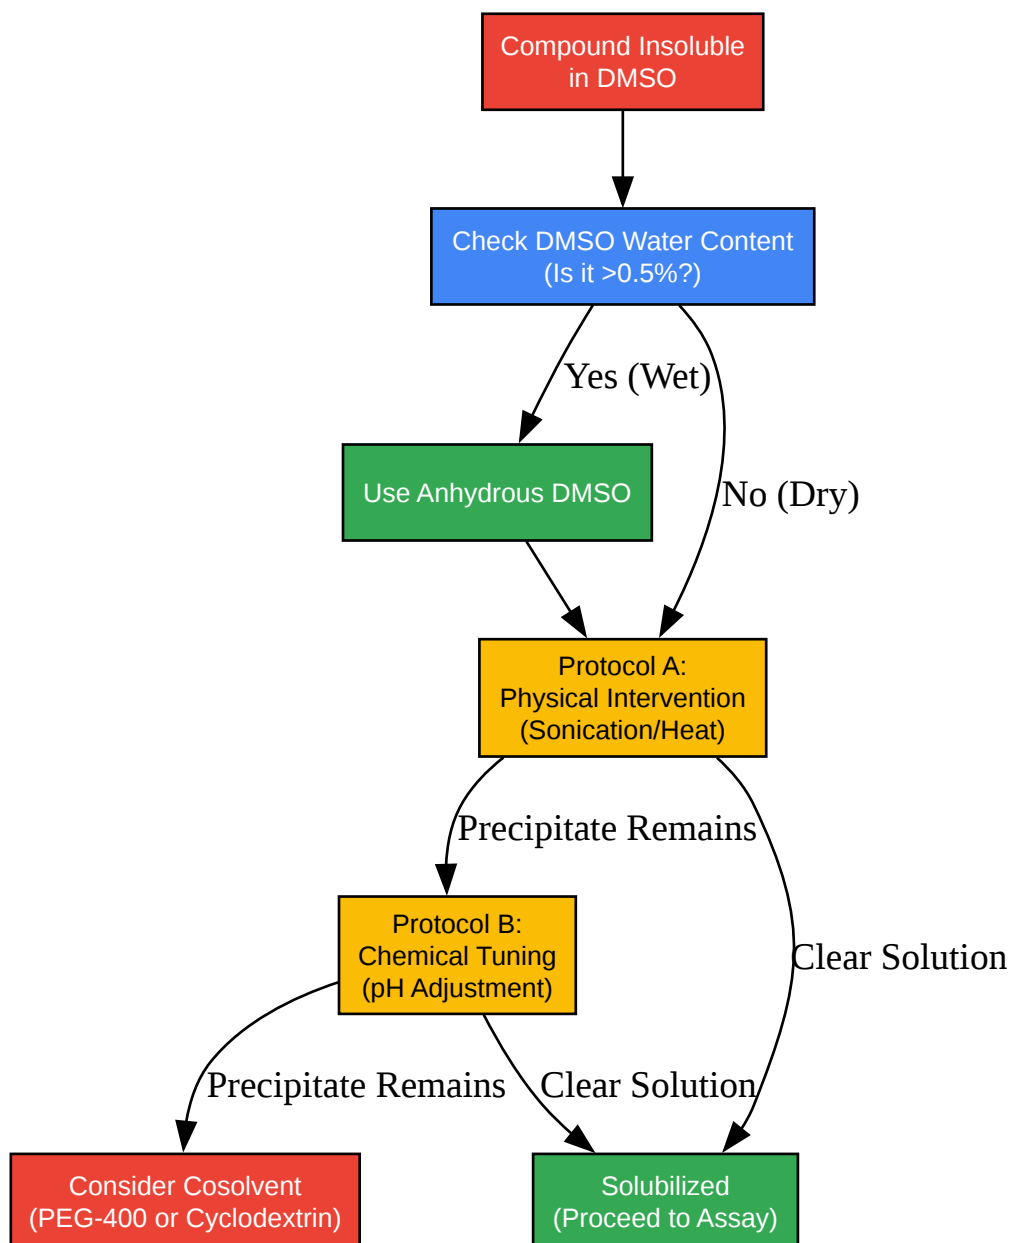 Compound Insoluble
in DMSO
Check DMSO Water Content
(Is it >0.5%?)
Yes (Wet)
No (Dry)
Use Anhydrous DMSO
Protocol A:
Physical Intervention
(Sonication/Heat)
Precipitate Remains
Clear Solution
Protocol B:
Chemical Tuning
(pH Adjustment)
Precipitate Remains
Clear Solution
Consider Cosolvent
(PEG-400 or Cyclodextrin)
Solubilized
(Proceed to Assay)